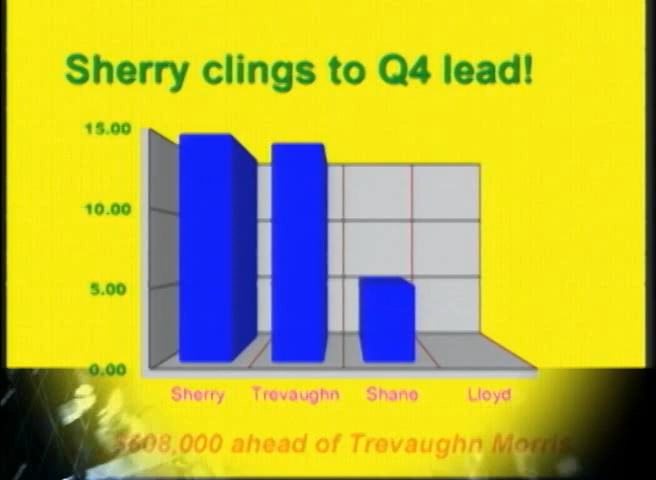 Sherry clings to Q4 lead!
15.00
10.00
5.00
0.00
Sherry Trevaughn Shane Lloyd
$608,000 ahead of Trevaughn Morris